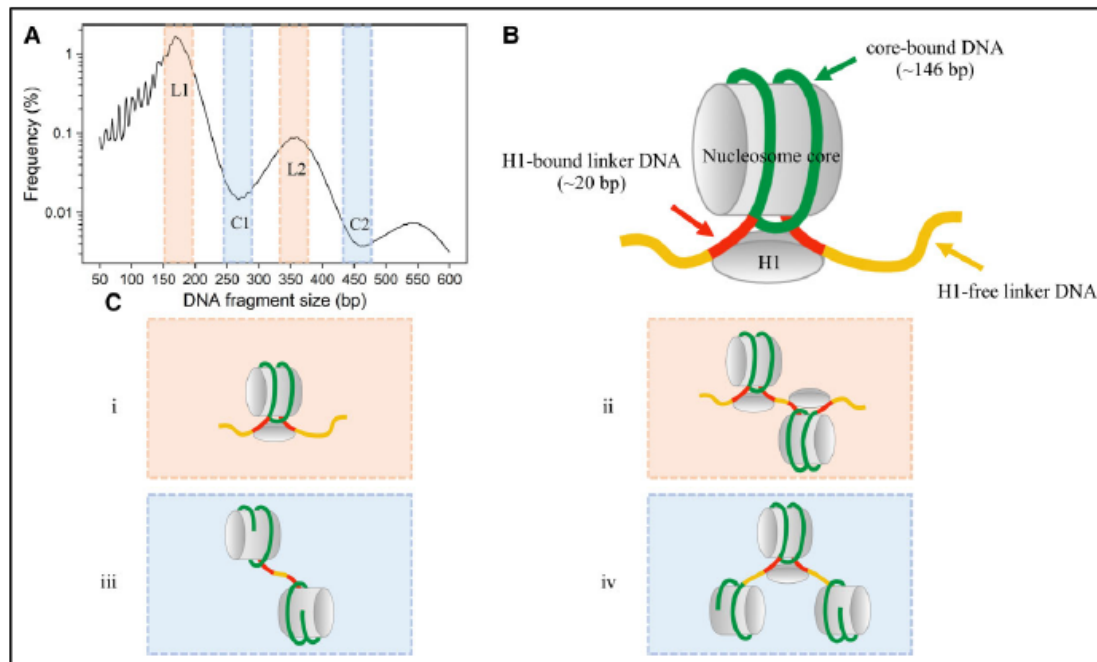 A
Frequency (%)
1
0.1
0.01
L1
C1
L2
C2
50 100 150 200 250 300 350 400 450 500 550 600
DNA fragment size (bp)
B
core-bound DNA
(~146 bp)
Nucleosome core
H1-bound linker DNA
(~20 bp)
H1
H1-free linker DNA
C
i
ii
iii
iv